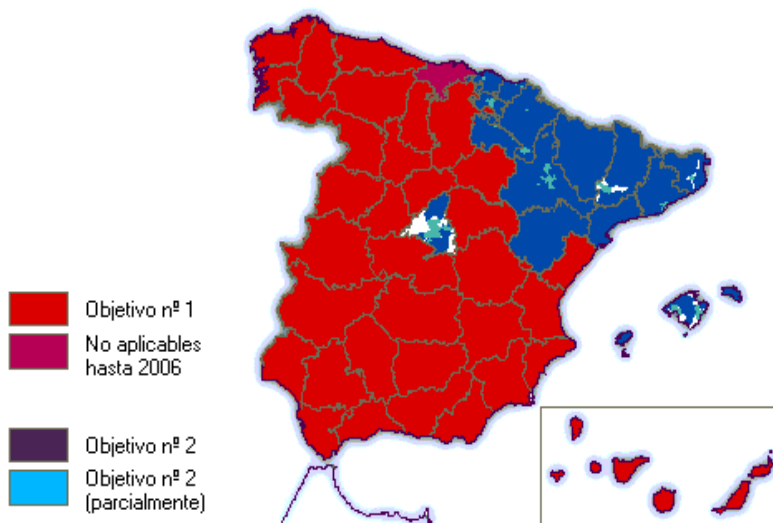 Objetivo nº 1
No aplicables
hasta 2006
Objetivo nº 2
Objetivo nº 2
(parcialmente)